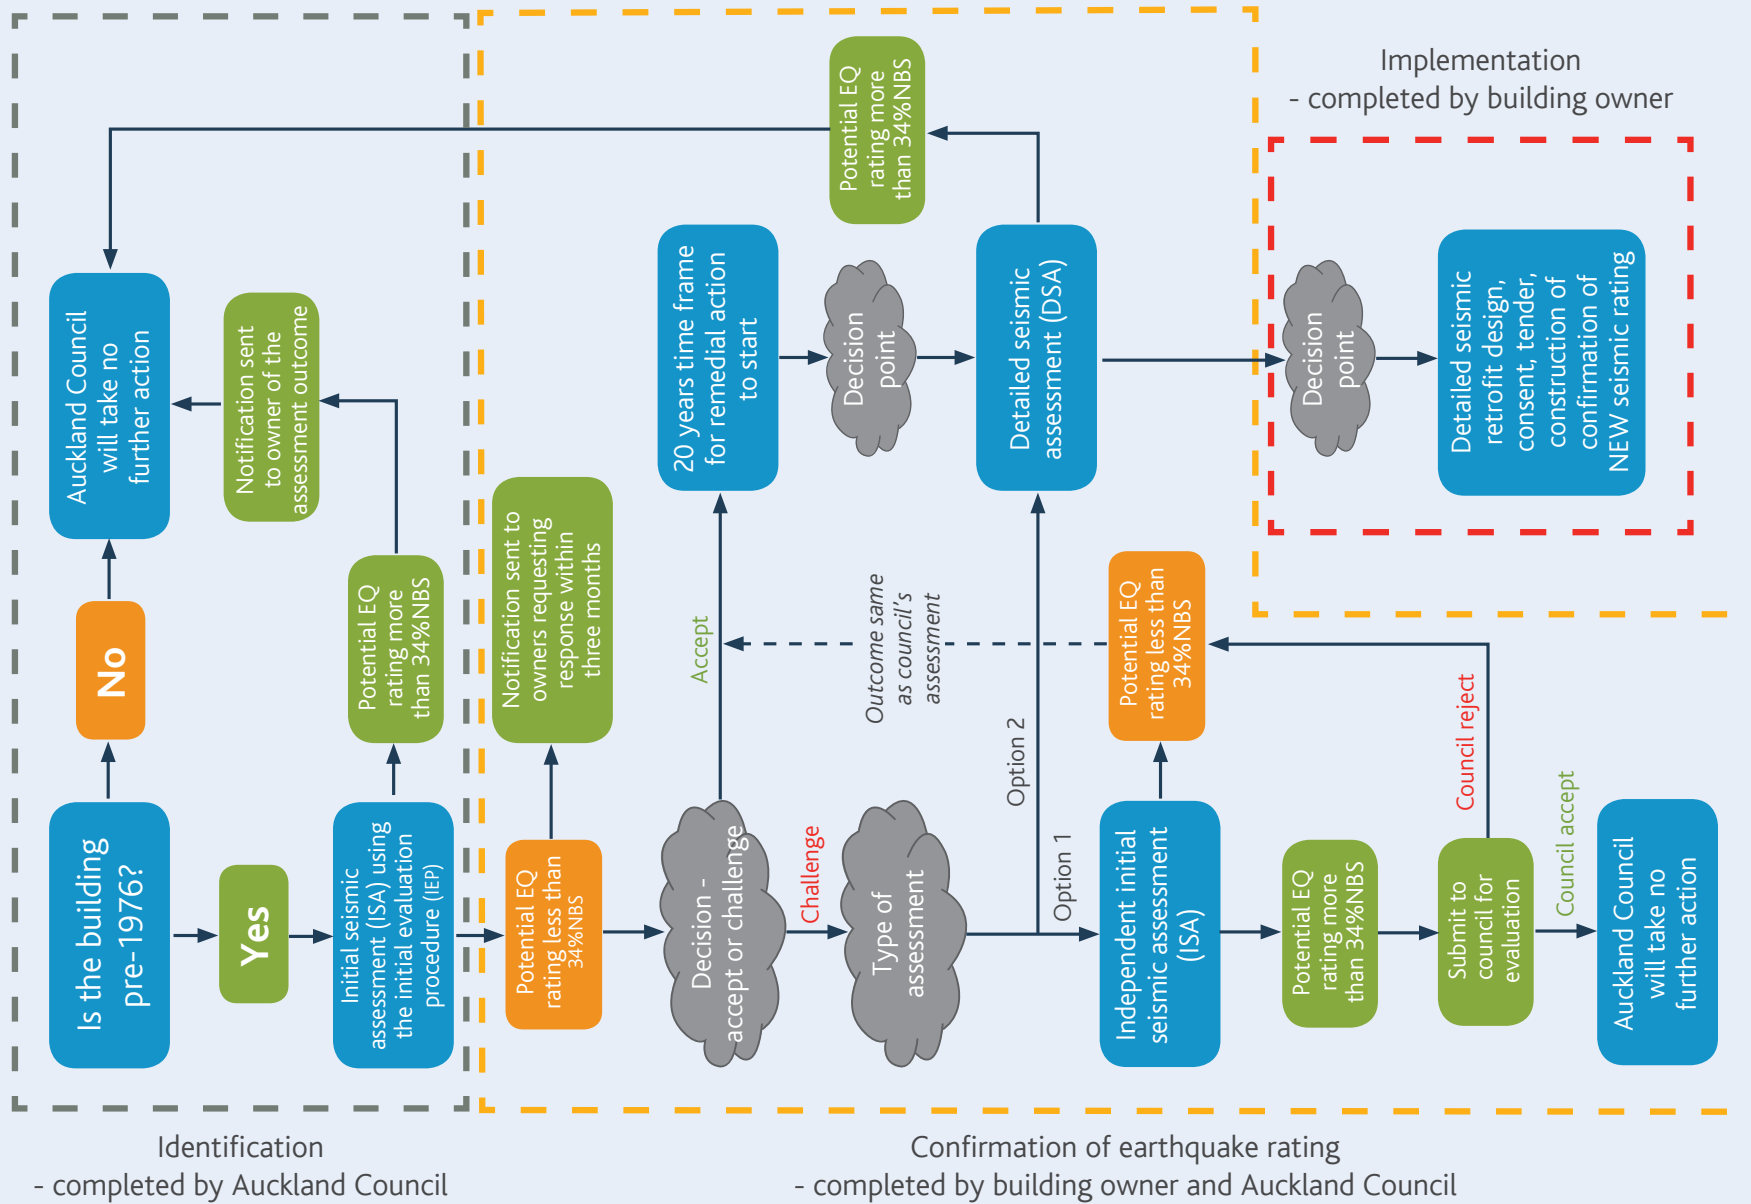 Is the building
pre-1976?
No
Auckland Council
will take no
further action
Yes
Initial seismic
assessment (ISA) using
the initial evaluation
procedure (IEP)
Potential EQ
rating more
than 34%NBS
Notification sent
to owner of the
assessment outcome
Identification
- completed by Auckland Council
Potential EQ
rating less than
34%NBS
Notification sent to
owners requesting
response within
three months
Decision -
accept or challenge
Accept
20 years time frame
for remedial action
to start
Decision
point
Challenge
Type of
assessment
Outcome same
as council's
assessment
Option 2
Option 1
Detailed seismic
assessment (DSA)
Potential EQ
rating more
than 34%NBS
Independent initial
seismic assessment
(ISA)
Potential EQ
rating less than
34%NBS
Potential EQ
rating more
than 34%NBS
Submit to
council for
evaluation
Council reject
Council accept
Auckland Council
will take no
further action
Confirmation of earthquake rating
- completed by building owner and Auckland Council
Implementation
- completed by building owner
Decision
point
Detailed seismic
retrofit design,
consent, tender,
construction of
confirmation of
NEW seismic rating